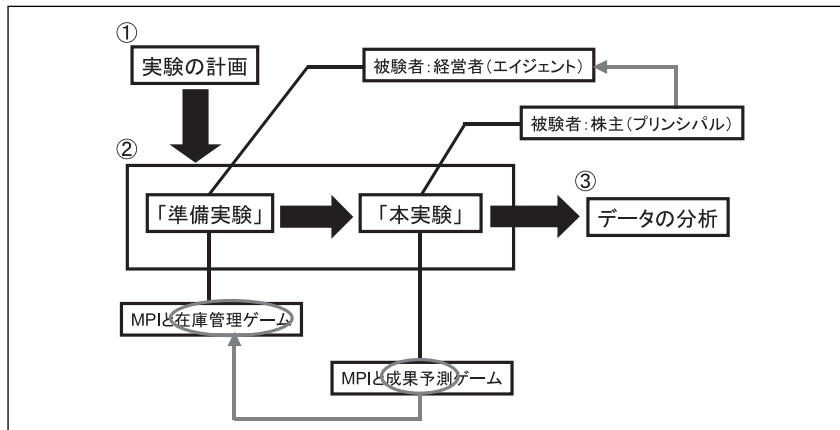 ①
実験の計画
被験者：経営者（エイジェント）
被験者：株主（プリンシパル）
②
「準備実験」
「本実験」
③
データの分析
MPIと在庫管理ゲーム
MPIと成果予測ゲーム